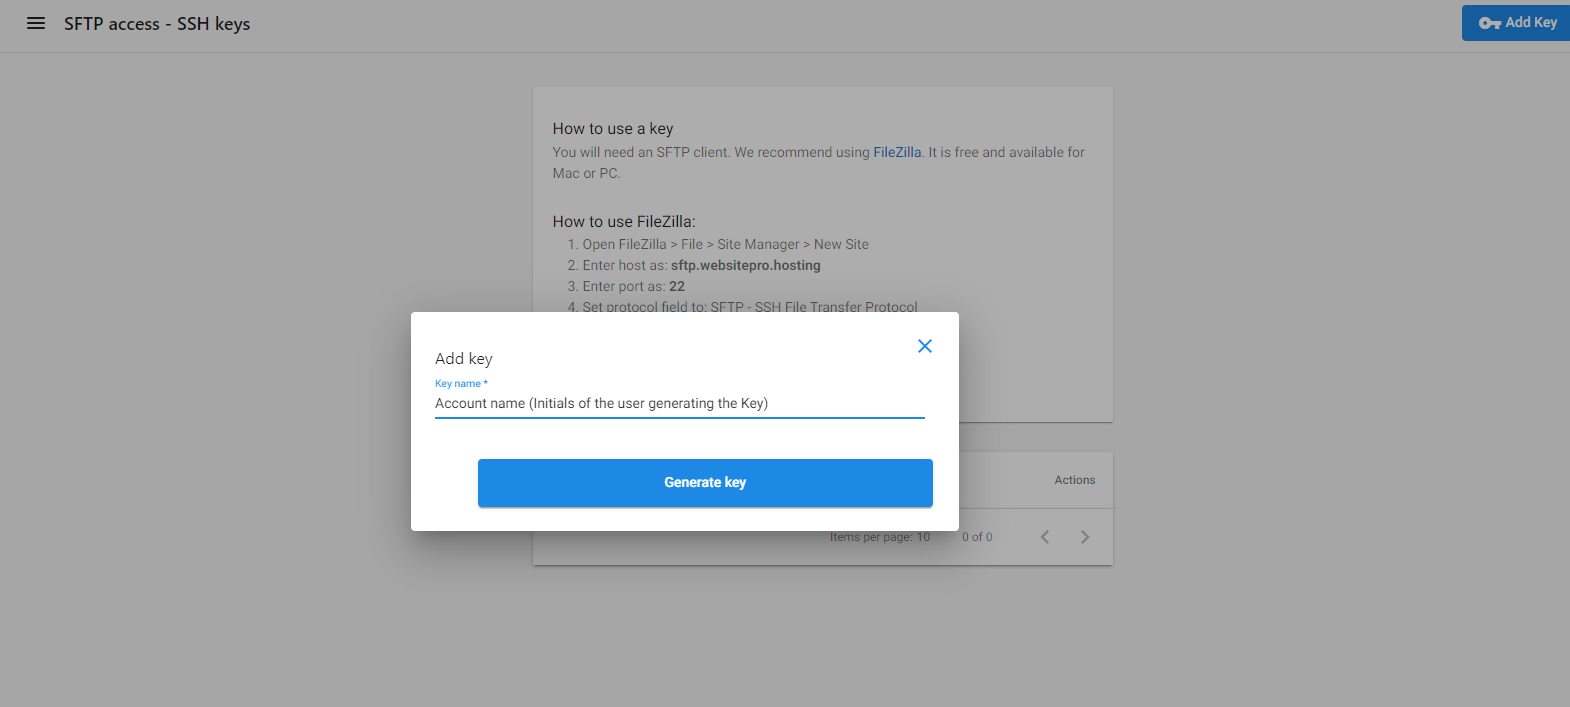 SFTP access - SSH keys
Add Key
How to use a key
You will need an SFTP client. We recommend using FileZilla. It is free and available for
Mac or PC.
How to use FileZilla:
1. Open FileZilla > File > Site Manager > New Site
2. Enter host as: sftp.websitepro.hosting
3. Enter port as: 22
4. Set protocol field to: SFTP - SSH File Transfer Protocol
Add key
Key name *
Account name (Initials of the user generating the Key)
Generate key
Actions
Items per page: 10
0 of 0